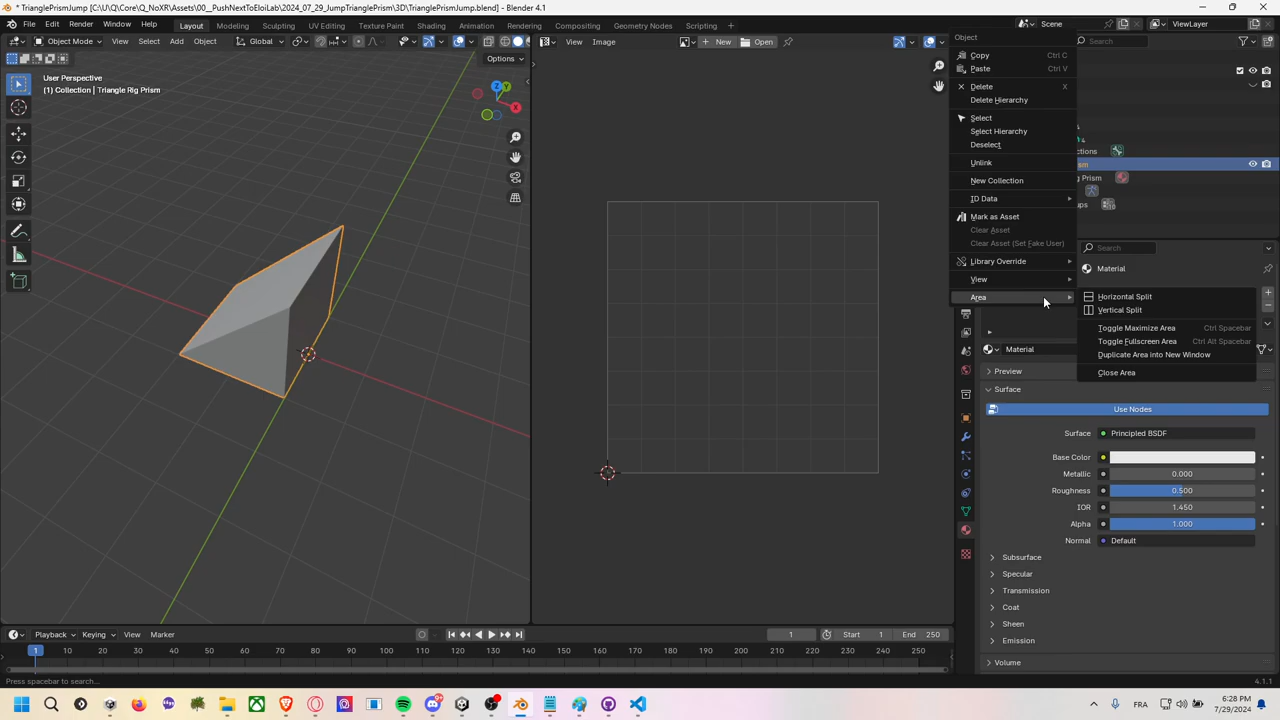 * TrianglePrismJump [C:\U\Q\Core\Q_NoXR\Assets\00_PushNextToEloiLab\2024_07_29_JumpTrianglePrism\3D\TrianglePrismJump.blend] - Blender 4.1
File Edit Render Window Help Layout Modeling Sculpting UV Editing Texture Paint Shading Animation Rendering Compositing Geometry Nodes Scripting Scene ViewLayer
Object Mode View Select Add Object Global View Image New Open Search
Options
User Perspective
(1) Collection | Triangle Rig Prism
Object
Copy Ctrl C
Paste Ctrl V
Delete X
Delete Hierarchy
Select
Select Hierarchy
Deselect
ctions
Unlink
g Prism
New Collection
ID Data
ups
Mark as Asset
Clear Asset
Clear Asset (Set Fake User)
Search
Library Override
Material
View
Area
Horizontal Split
Vertical Split
Toggle Maximize Area Ctrl Spacebar
Toggle Fullscreen Area Ctrl Alt Spacebar
Duplicate Area into New Window
Close Area
Material
Preview
Surface
Use Nodes
Surface Principled BSDF
Base Color
Metallic 0.000
Roughness 0.500
IOR 1.450
Alpha 1.000
Normal Default
Subsurface
Specular
Transmission
Coat
Sheen
Emission
Volume
Playback Keying View Marker 1 Start 1 End 250
1 10 20 30 40 50 60 70 80 90 100 110 120 130 140 150 160 170 180 190 200 210 220 230 240 250
Press spacebar to search...
4.1.1
FRA
6:28 PM
7/29/2024